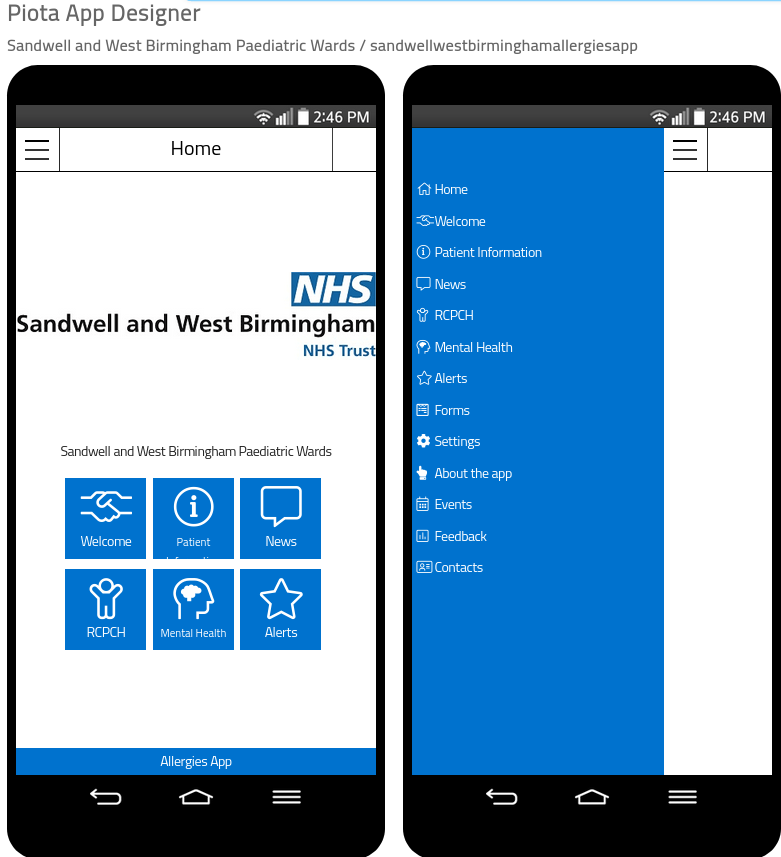 Piota App Designer
Sandwell and West Birmingham Paediatric Wards / sandwellwestbirminghamallergiesapp
2:46 PM
Home
NHS
Sandwell and West Birmingham
NHS Trust
Sandwell and West Birmingham Paediatric Wards
Welcome
Patient
News
RCPCH
Mental Health
Alerts
Allergies App
2:46 PM
Home
Welcome
Patient Information
News
RCPCH
Mental Health
Alerts
Forms
Settings
About the app
Events
Feedback
Contacts